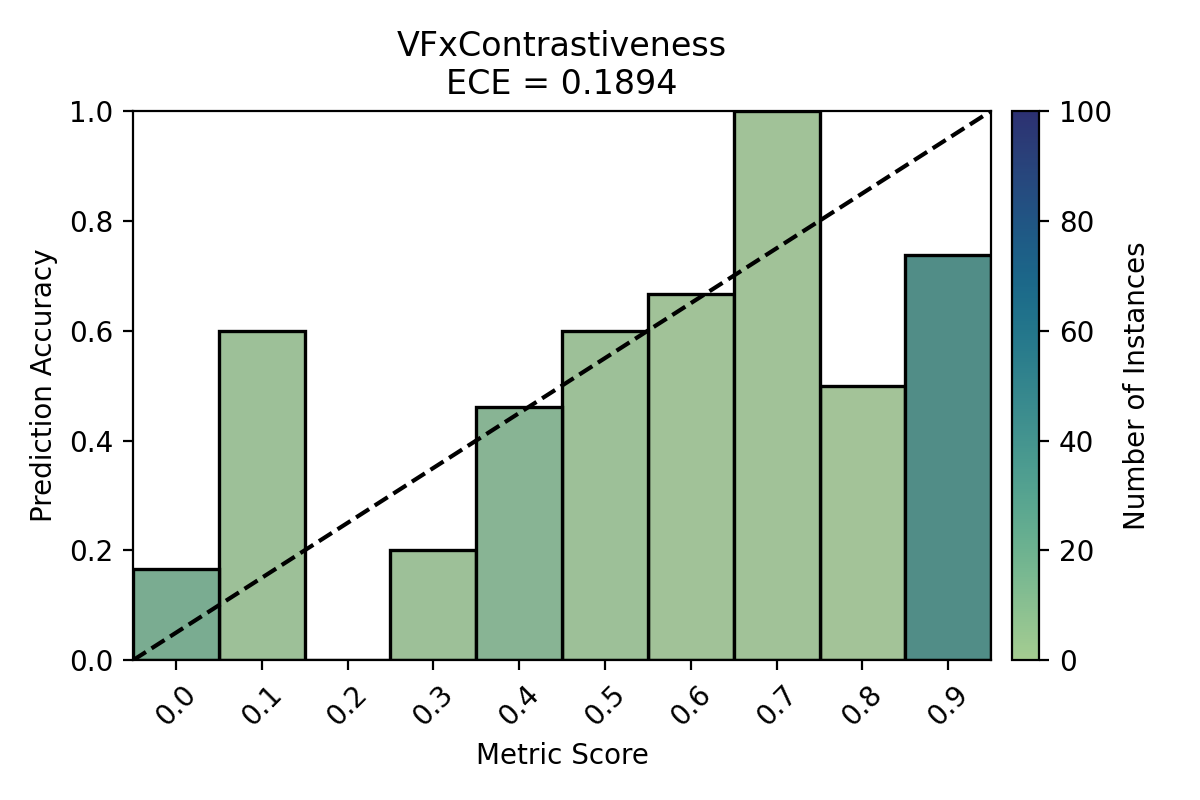 VFxContrastiveness
ECE = 0.1894
1.0
0.8
0.6
0.4
0.2
0.0
Prediction Accuracy
0.0 0.1 0.2 0.3 0.4 0.5 0.6 0.7 0.8 0.9
Metric Score
100
80
60
40
20
0
Number of Instances